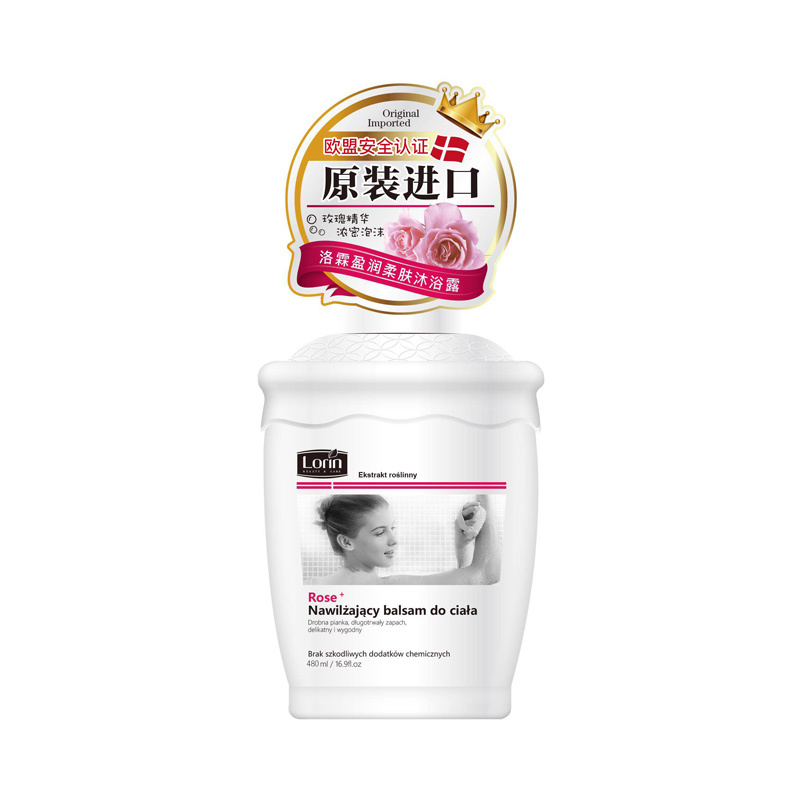 Original
Imported
欧盟安全认证
原装进口
玫瑰精华
浓密泡沫
洛霖盈润柔肤沐浴露
Lorin
BEAUTY & CARE
Ekstrakt roślinny
Rose+
Nawilżający balsam do ciała
Drobna pianka, długotrwały zapach,
delikatny i wygodny
Brak szkodliwych dodatków chemicznych
480 ml / 16.9fl.oz